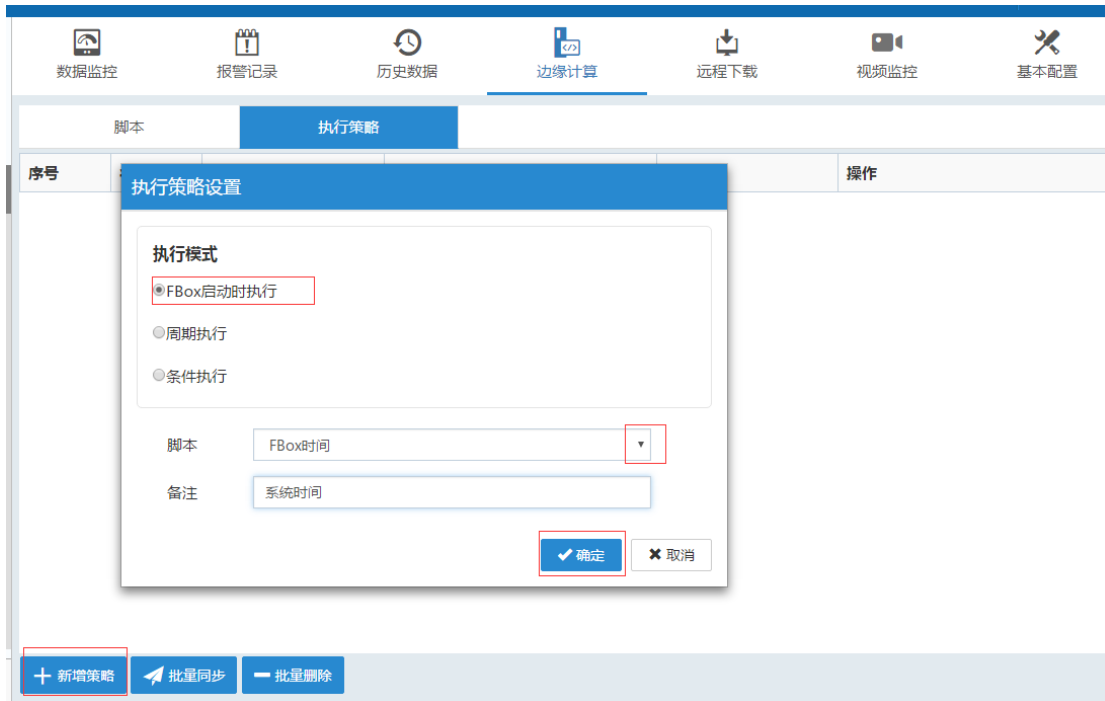 数据监控 报警记录 历史数据 边缘计算 远程下载 视频监控 基本配置
脚本 执行策略
序号 操作
执行策略设置
执行模式
FBox启动时执行
周期执行
条件执行
脚本 FBox时间
备注 系统时间
确定 取消
新增策略 批量同步 批量删除